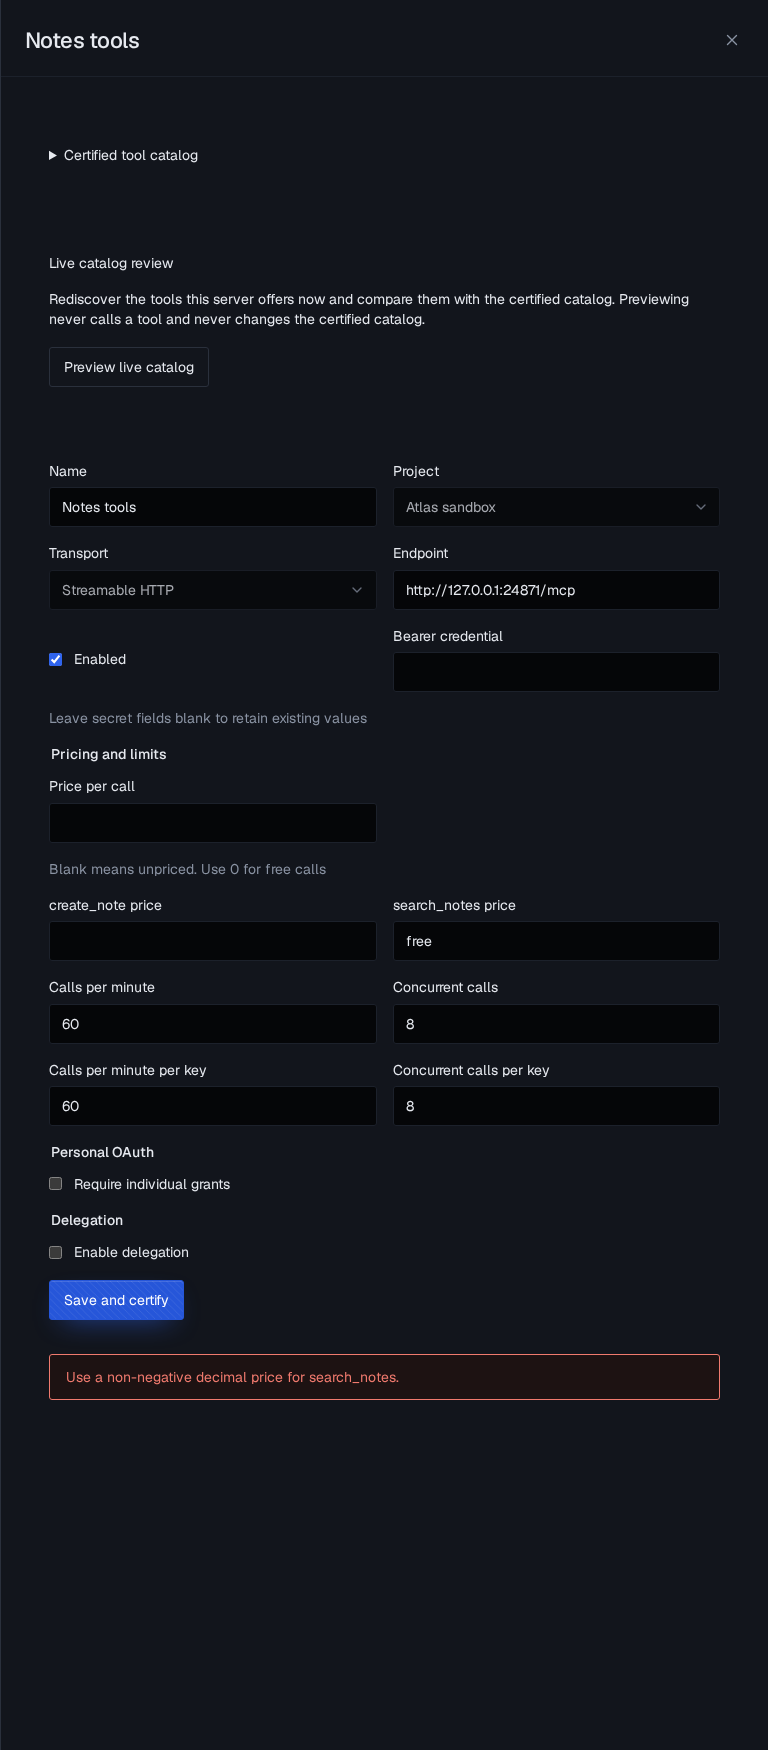 Notes tools
Certified tool catalog
Live catalog review
Rediscover the tools this server offers now and compare them with the certified catalog. Previewing
never calls a tool and never changes the certified catalog.
Preview live catalog
Name
Project
Notes tools
Atlas sandbox
Transport
Endpoint
Streamable HTTP
http://127.0.0.1:24871/mcp
Enabled
Bearer credential
Leave secret fields blank to retain existing values
Pricing and limits
Price per call
Blank means unpriced. Use 0 for free calls
create_note price
search_notes price
free
Calls per minute
Concurrent calls
60
8
Calls per minute per key
Concurrent calls per key
60
8
Personal OAuth
Require individual grants
Delegation
Enable delegation
Save and certify
Use a non-negative decimal price for search_notes.